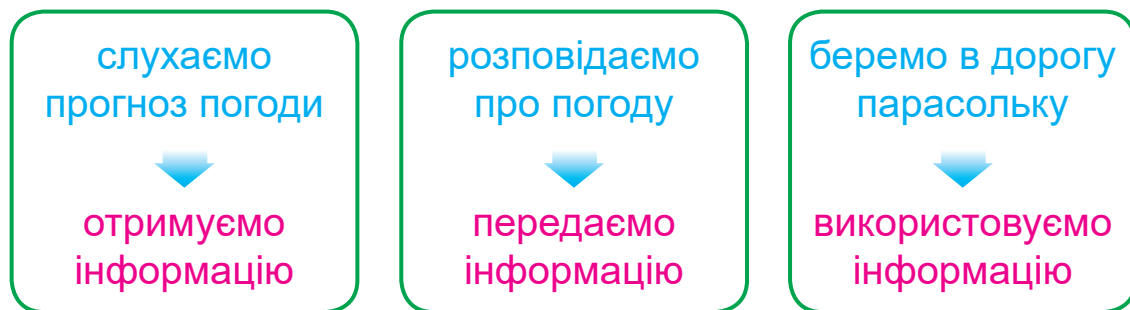 слухаємо
прогноз погоди
отримуємо
інформацію
розповідаємо
про погоду
передаємо
інформацію
беремо в дорогу
парасольку
використовуємо
інформацію